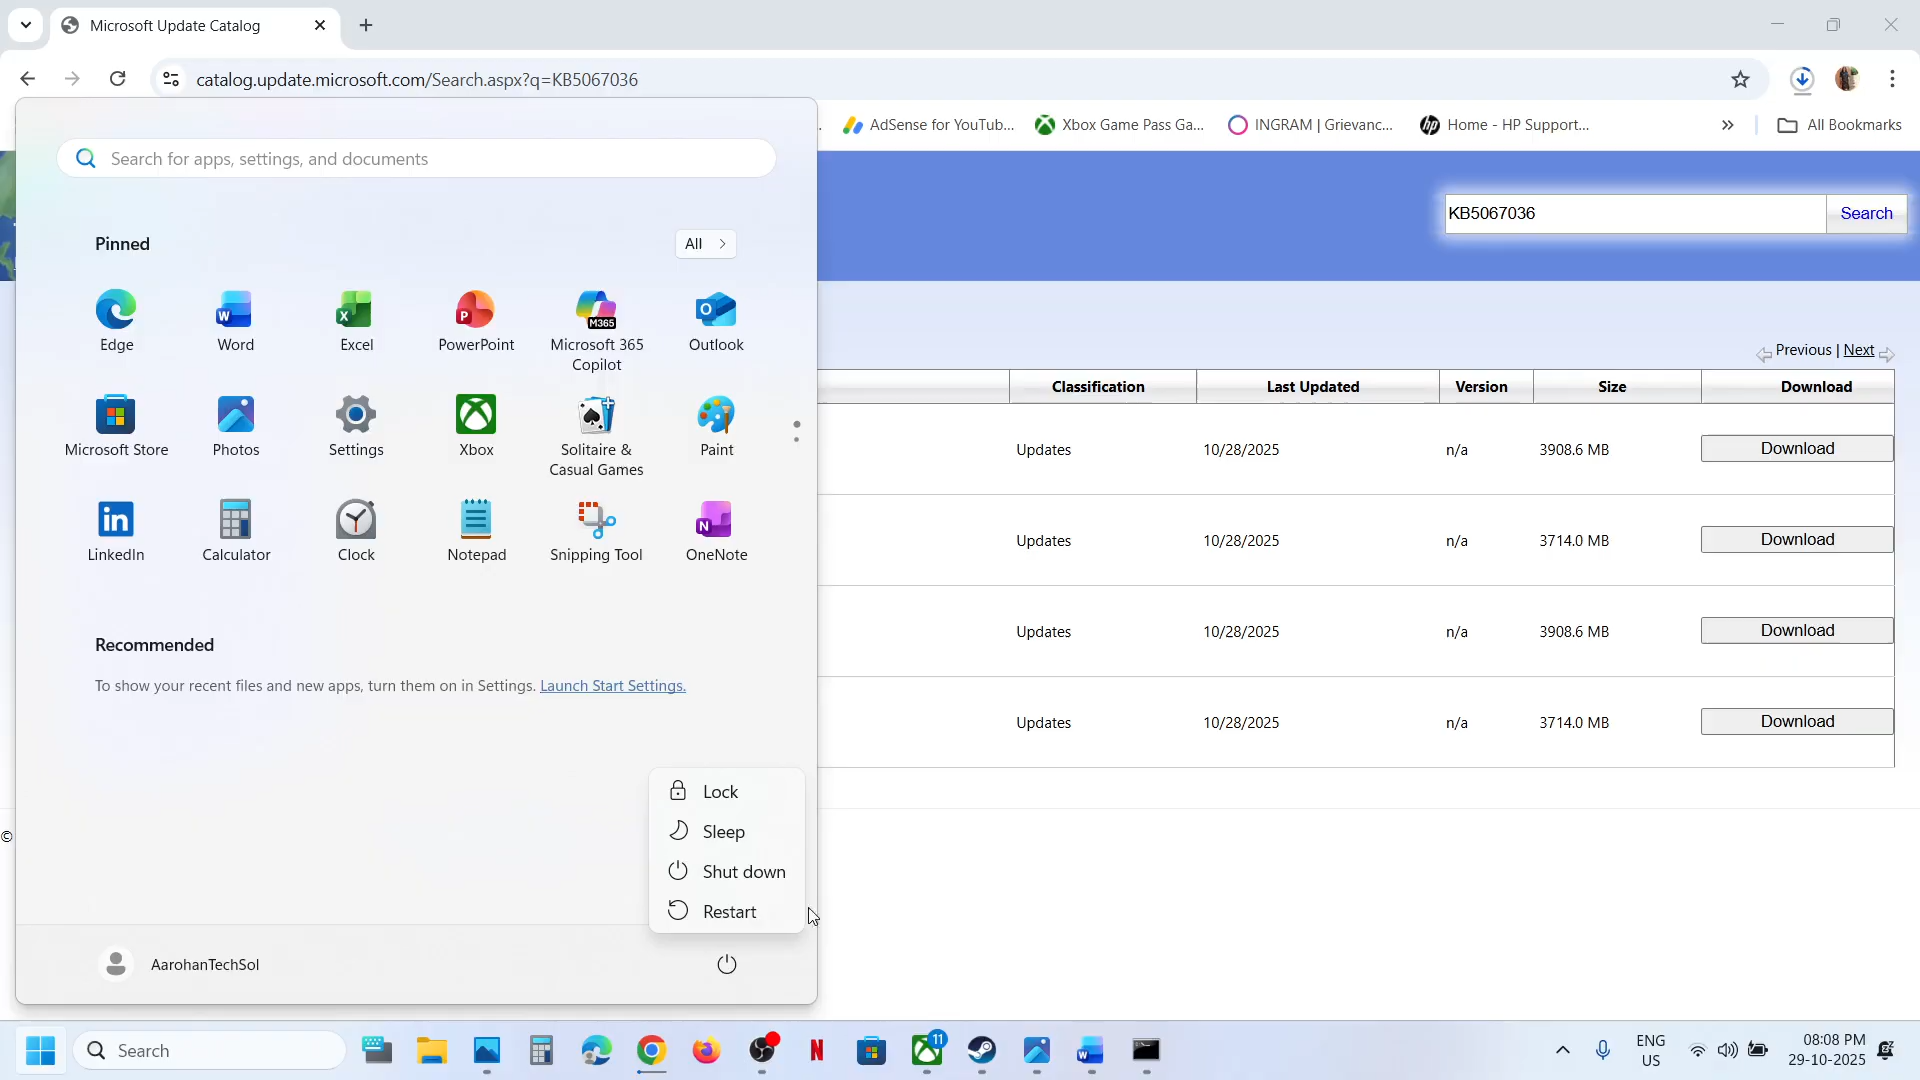 Microsoft Update Catalog
catalog.update.microsoft.com/Search.aspx?q=KB5067036
AdSense for YouTub...
Xbox Game Pass Ga...
INGRAM | Grievanc...
Home - HP Support...
All Bookmarks
Search for apps, settings, and documents
KB5067036
Search
Pinned
All
Edge
Word
Excel
PowerPoint
Microsoft 365
Copilot
Outlook
Microsoft Store
Photos
Settings
Xbox
Solitaire &
Casual Games
Paint
LinkedIn
Calculator
Clock
Notepad
Snipping Tool
OneNote
Previous | Next
Classification Last Updated Version Size Download
Updates 10/28/2025 n/a 3908.6 MB Download
Updates 10/28/2025 n/a 3714.0 MB Download
Updates 10/28/2025 n/a 3908.6 MB Download
Updates 10/28/2025 n/a 3714.0 MB Download
Recommended
To show your recent files and new apps, turn them on in Settings. Launch Start Settings.
Lock
Sleep
Shut down
Restart
©
AarohanTechSol
Search
11
ENG
US
08:08 PM
29-10-2025